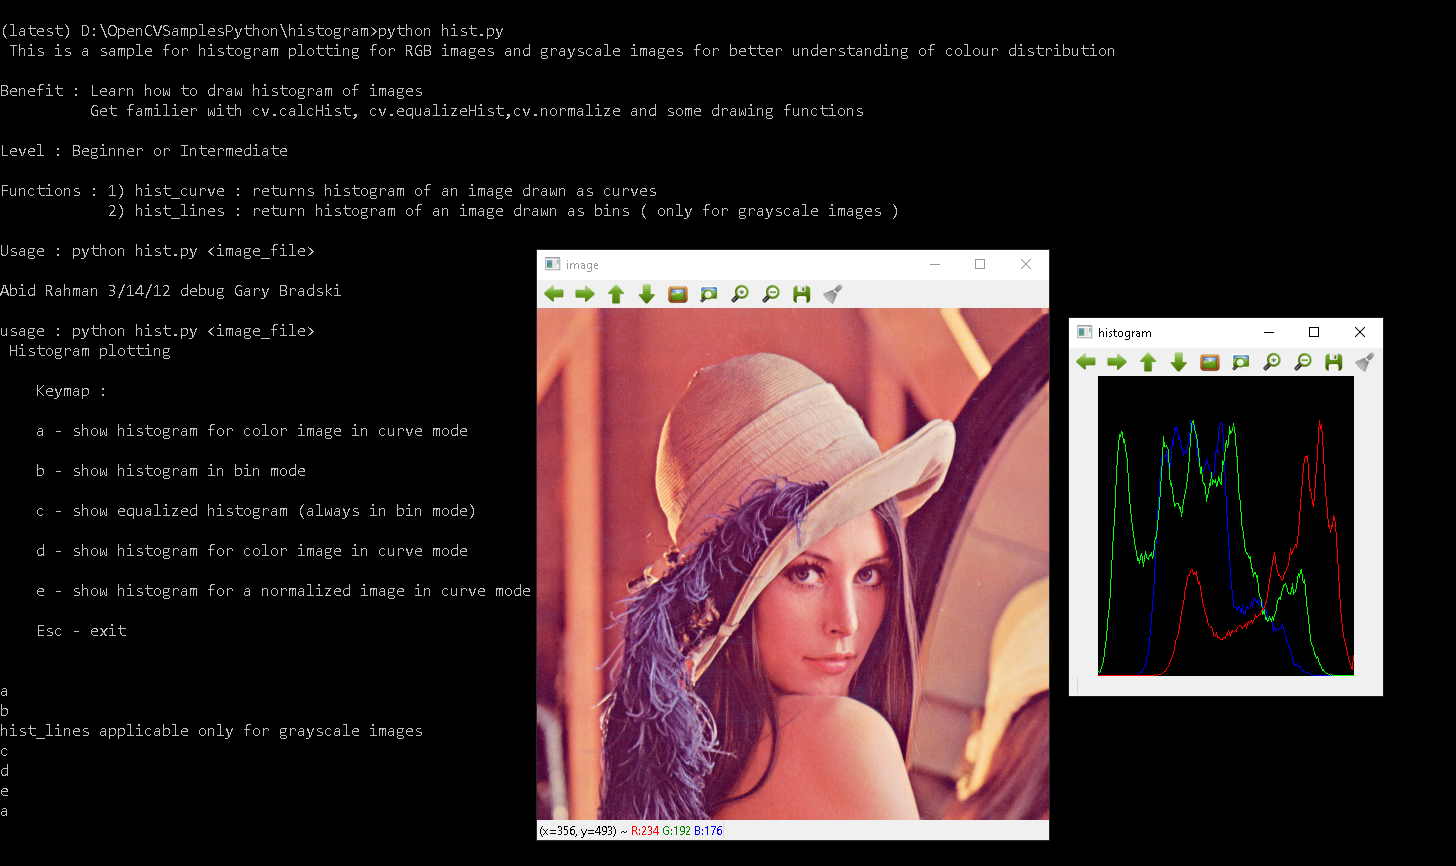 (latest) D:\OpenCVSamplesPython\histogram>python hist.py
This is a sample for histogram plotting for RGB images and grayscale images for better understanding of colour distribution
Benefit : Learn how to draw histogram of images
Get familier with cv.calcHist, cv.equalizeHist,cv.normalize and some drawing functions
Level : Beginner or Intermediate
Functions : 1) hist_curve : returns histogram of an image drawn as curves
2) hist_lines : return histogram of an image drawn as bins ( only for grayscale images )
Usage : python hist.py <image_file>
Abid Rahman 3/14/12 debug Gary Bradski
usage : python hist.py <image_file>
Histogram plotting
Keymap :
a - show histogram for color image in curve mode
b - show histogram in bin mode
c - show equalized histogram (always in bin mode)
d - show histogram for color image in curve mode
e - show histogram for a normalized image in curve mode
Esc - exit
a
b
hist_lines applicable only for grayscale images
c
d
e
a
image
(x=356, y=493) ~ R:234 G:192 B:176
histogram